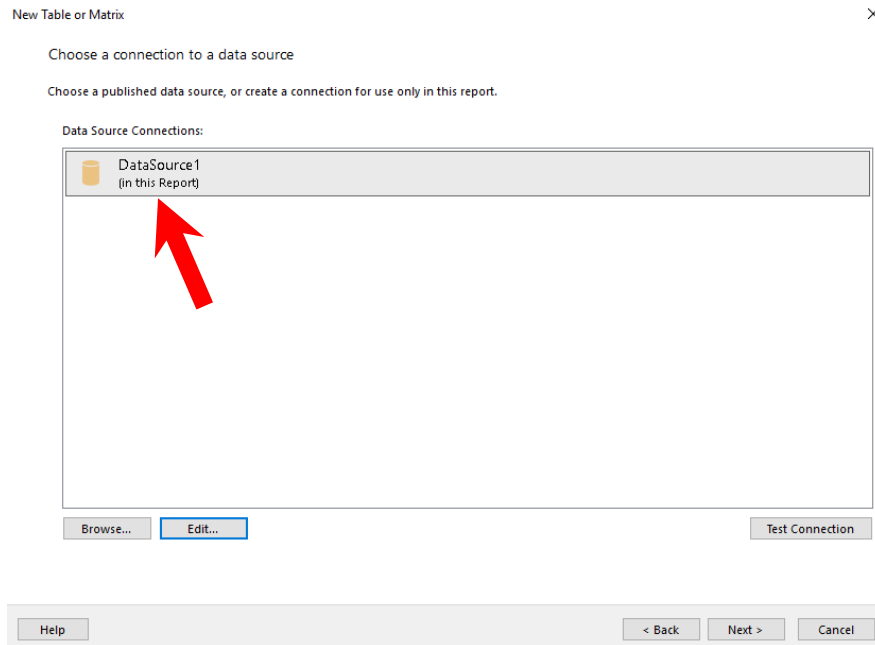 New Table or Matrix
Choose a connection to a data source
Choose a published data source, or create a connection for use only in this report.
Data Source Connections:
DataSource1
(in this Report)
Browse... Edit... Test Connection
Help < Back Next > Cancel